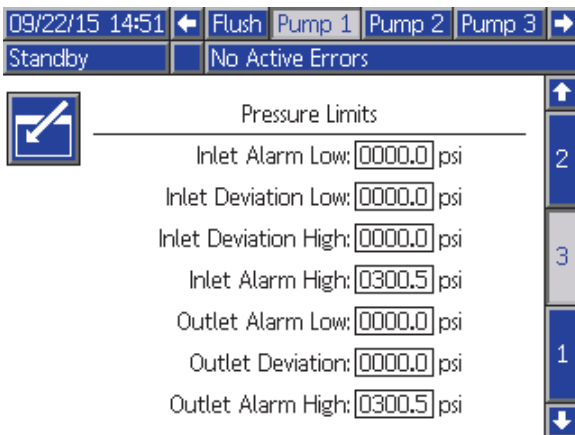 09/22/15 14:51 Flush Pump 1 Pump 2 Pump 3
Standby No Active Errors
Pressure Limits
Inlet Alarm Low: 0000.0 psi
Inlet Deviation Low: 0000.0 psi
Inlet Deviation High: 0000.0 psi
Inlet Alarm High: 0300.5 psi
Outlet Alarm Low: 0000.0 psi
Outlet Deviation: 0000.0 psi
Outlet Alarm High: 0300.5 psi
2
3
1